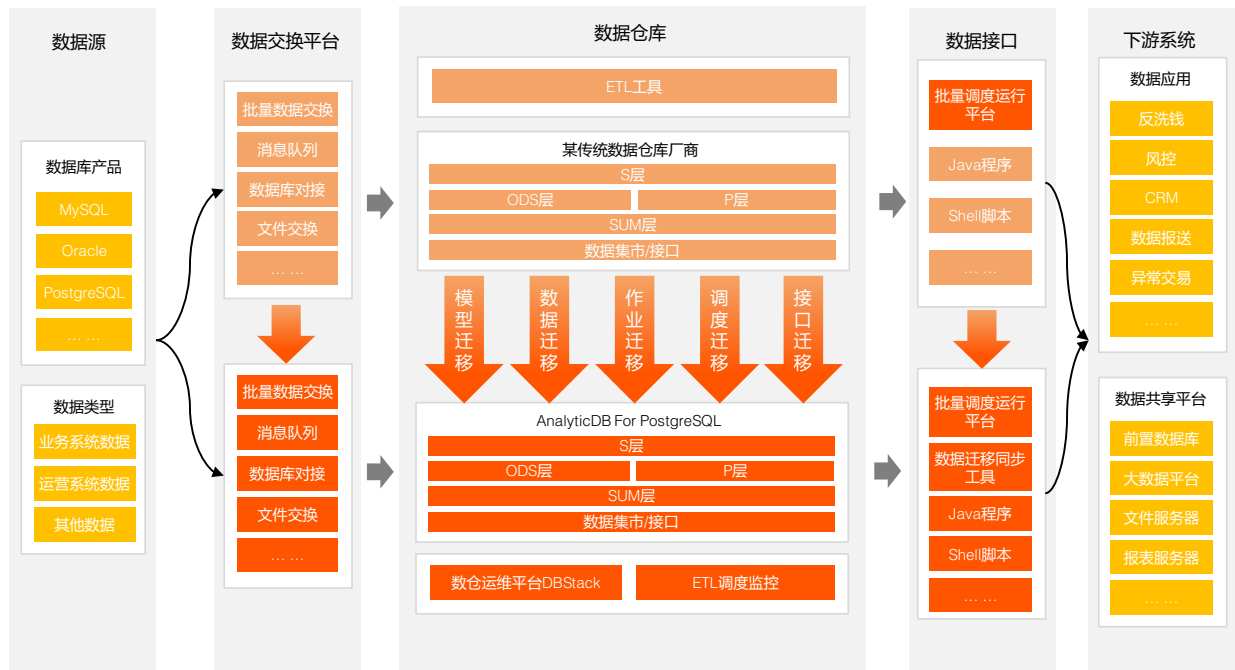 数据源
数据库产品
MySQL
Oracle
PostgreSQL
... ...
数据类型
业务系统数据
运营系统数据
其他数据
数据交换平台
批量数据交换
消息队列
数据库对接
文件交换
... ...
批量数据交换
消息队列
数据库对接
文件交换
... ...
数据仓库
ETL工具
某传统数据仓库厂商
S层
ODS层
P层
SUM层
数据集市/接口
模型迁移
数据迁移
作业迁移
调度迁移
接口迁移
AnalyticDB For PostgreSQL
S层
ODS层
P层
SUM层
数据集市/接口
数仓运维平台DBStack
ETL调度监控
数据接口
批量调度运行
平台
Java程序
Shell脚本
... ...
批量调度运行
平台
数据迁移同步
工具
Java程序
Shell脚本
... ...
下游系统
数据应用
反洗钱
风控
CRM
数据报送
异常交易
... ...
数据共享平台
前置数据库
大数据平台
文件服务器
报表服务器
... ...